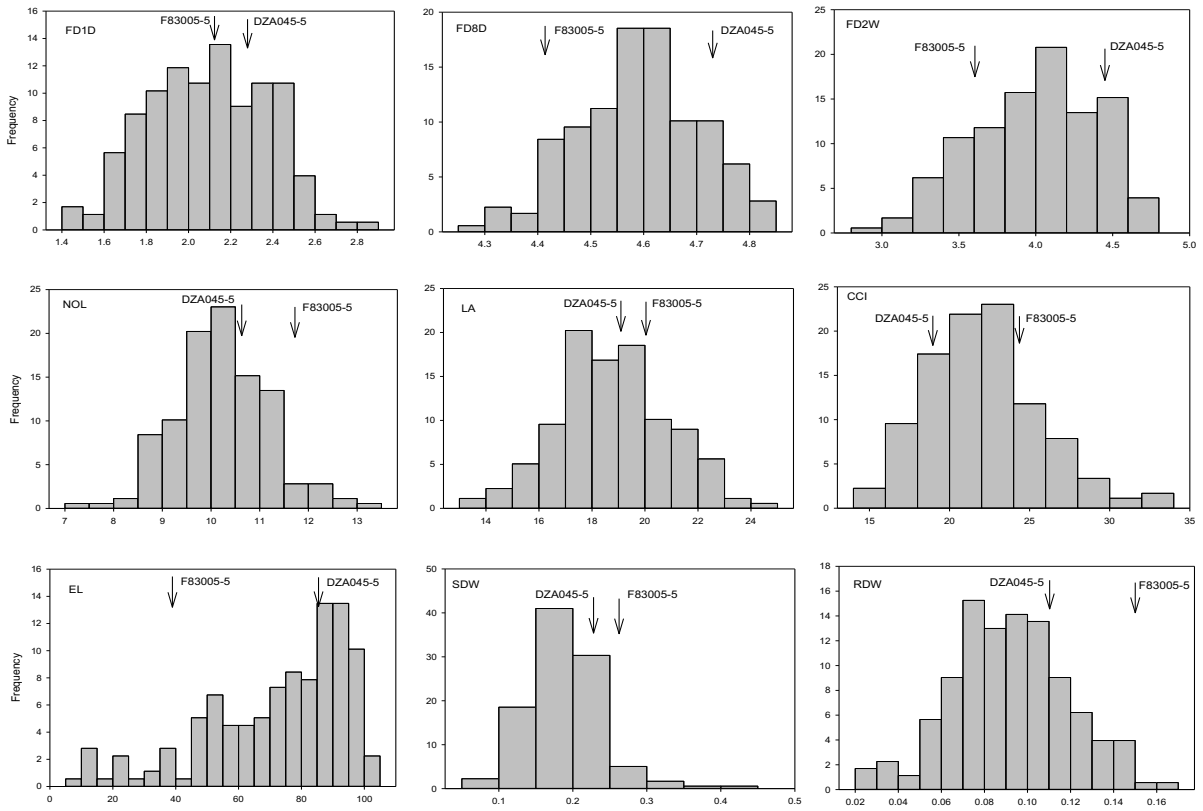 FD1D
F83005-5
DZA045-5
Frequency
16
14
12
10
8
6
4
2
0
1.4 1.6 1.8 2.0 2.2 2.4 2.6 2.8
FD8D
F83005-5
DZA045-5
20
15
10
5
0
4.3 4.4 4.5 4.6 4.7 4.8
FD2W
F83005-5
DZA045-5
25
20
15
10
5
0
3.0 3.5 4.0 4.5 5.0
NOL
DZA045-5
F83005-5
Frequency
25
20
15
10
5
0
7 8 9 10 11 12 13
LA
DZA045-5
F83005-5
25
20
15
10
5
0
14 16 18 20 22 24
CCI
DZA045-5
F83005-5
25
20
15
10
5
0
15 20 25 30 35
EL
F83005-5
DZA045-5
Frequency
16
14
12
10
8
6
4
2
0
0 20 40 60 80 100
SDW
DZA045-5
F83005-5
50
40
30
20
10
0
0.1 0.2 0.3 0.4 0.5
RDW
DZA045-5
F83005-5
18
16
14
12
10
8
6
4
2
0
0.02 0.04 0.06 0.08 0.10 0.12 0.14 0.16